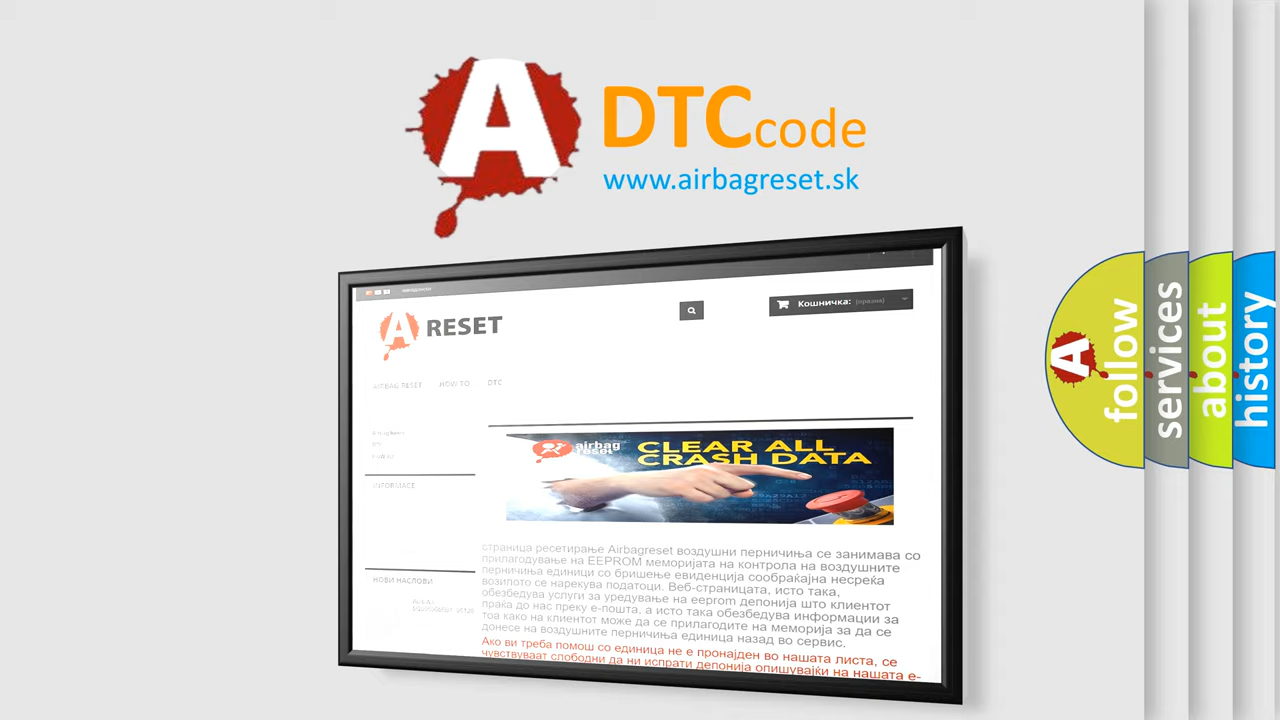 A
DTCcode
www.airbagreset.sk
Кошничка: (празна)
A RESET
AIRBAG RESET HOW TO DTC
airbag
reset
CLEAR ALL
CRASH DATA
INFORMACE
НОВИ НАСЛОВИ
страница ресетирање Airbagreset воздушни перничиња се занимава со
прилагодување на EEPROM меморијата на контрола на воздушните
перничиња единици со бришење евиденција сообраќајна несреќа
возилото се нарекува податоци. Веб-страницата, исто така,
обезбедува услуги за уредување на eeprom депонија што клиентот
праќа до нас преку е-пошта, а исто така обезбедува информации за
тоа како на клиентот може да се прилагодите на меморија за да се
донесе на воздушните перничиња единица назад во сервис.
Ако ви треба помош со единица не е пронајден во нашата листа, се
чувствуваат слободни да ни испрати депонија опишувајќи на нашата е-
A
follow
services
about
history